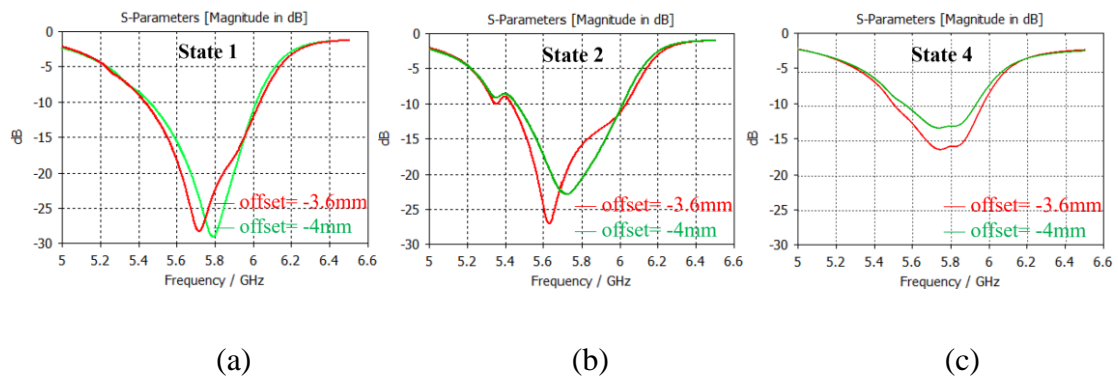 S-Parameters [Magnitude in dB]
State 1
0
-5
-10
-15
-20
-25
-30
dB
offset= -3.6mm
offset= -4mm
5 5.2 5.4 5.6 5.8 6 6.2 6.4 6.6
Frequency / GHz
(a)
S-Parameters [Magnitude in dB]
State 2
0
-5
-10
-15
-20
-25
-30
dB
offset= -3.6mm
offset= -4mm
5 5.2 5.4 5.6 5.8 6 6.2 6.4 6.6
Frequency / GHz
(b)
S-Parameters [Magnitude in dB]
State 4
0
-5
-10
-15
-20
-25
-30
dB
offset= -3.6mm
offset= -4mm
5 5.2 5.4 5.6 5.8 6 6.2 6.4 6.6
Frequency / GHz
(c)